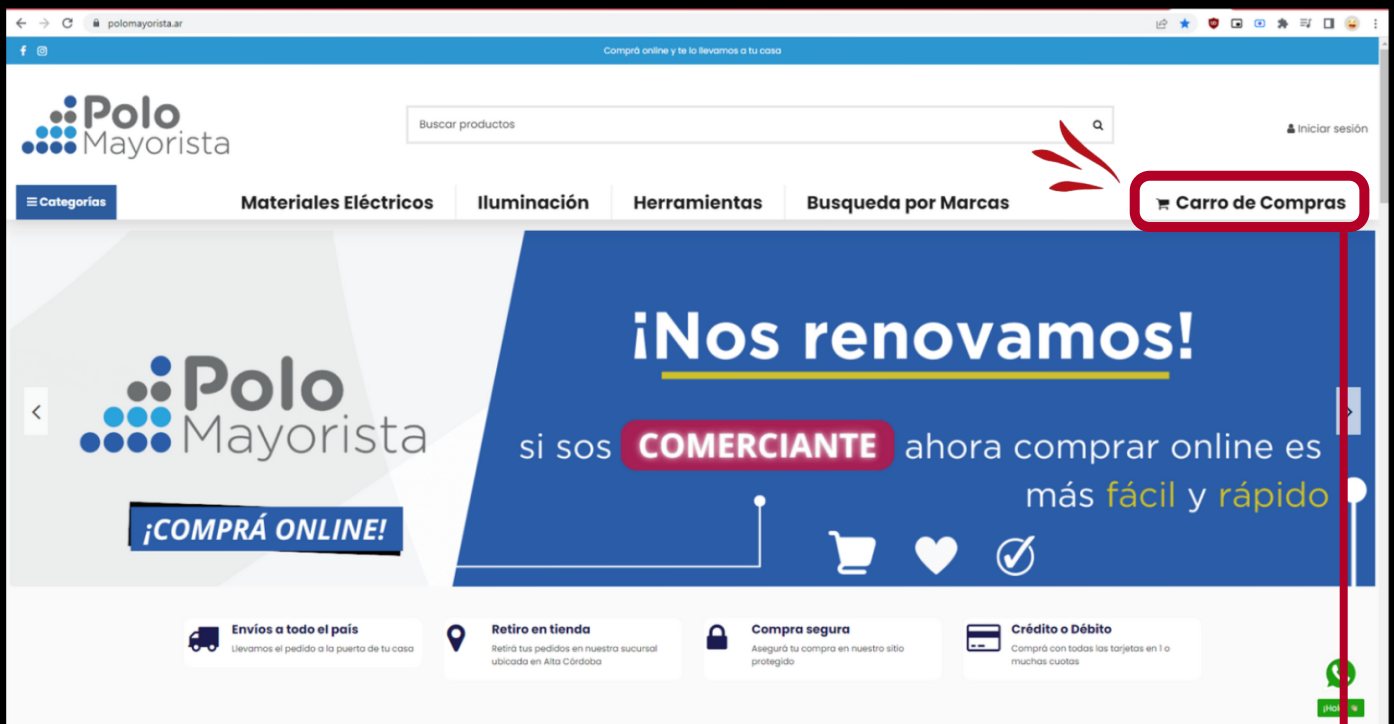 polomayorista.ar
Comprá online y te lo llevamos a tu casa
Polo
Mayorista
Buscar productos
Iniciar sesión
Categorías
Materiales Eléctricos
Iluminación
Herramientas
Busqueda por Marcas
Carro de Compras
¡Nos renovamos!
Polo
Mayorista
si sos COMERCIANTE ahora comprar online es
más fácil y rápido
¡COMPRÁ ONLINE!
Envíos a todo el país
Llevamos el pedido a la puerta de tu casa
Retiro en tienda
Retirá tus pedidos en nuestra sucursal
ubicada en Alta Córdoba
Compra segura
Asegurá tu compra en nuestro sitio
protegido
Crédito o Débito
Comprá con todas las tarjetas en 1 o
muchas cuotas